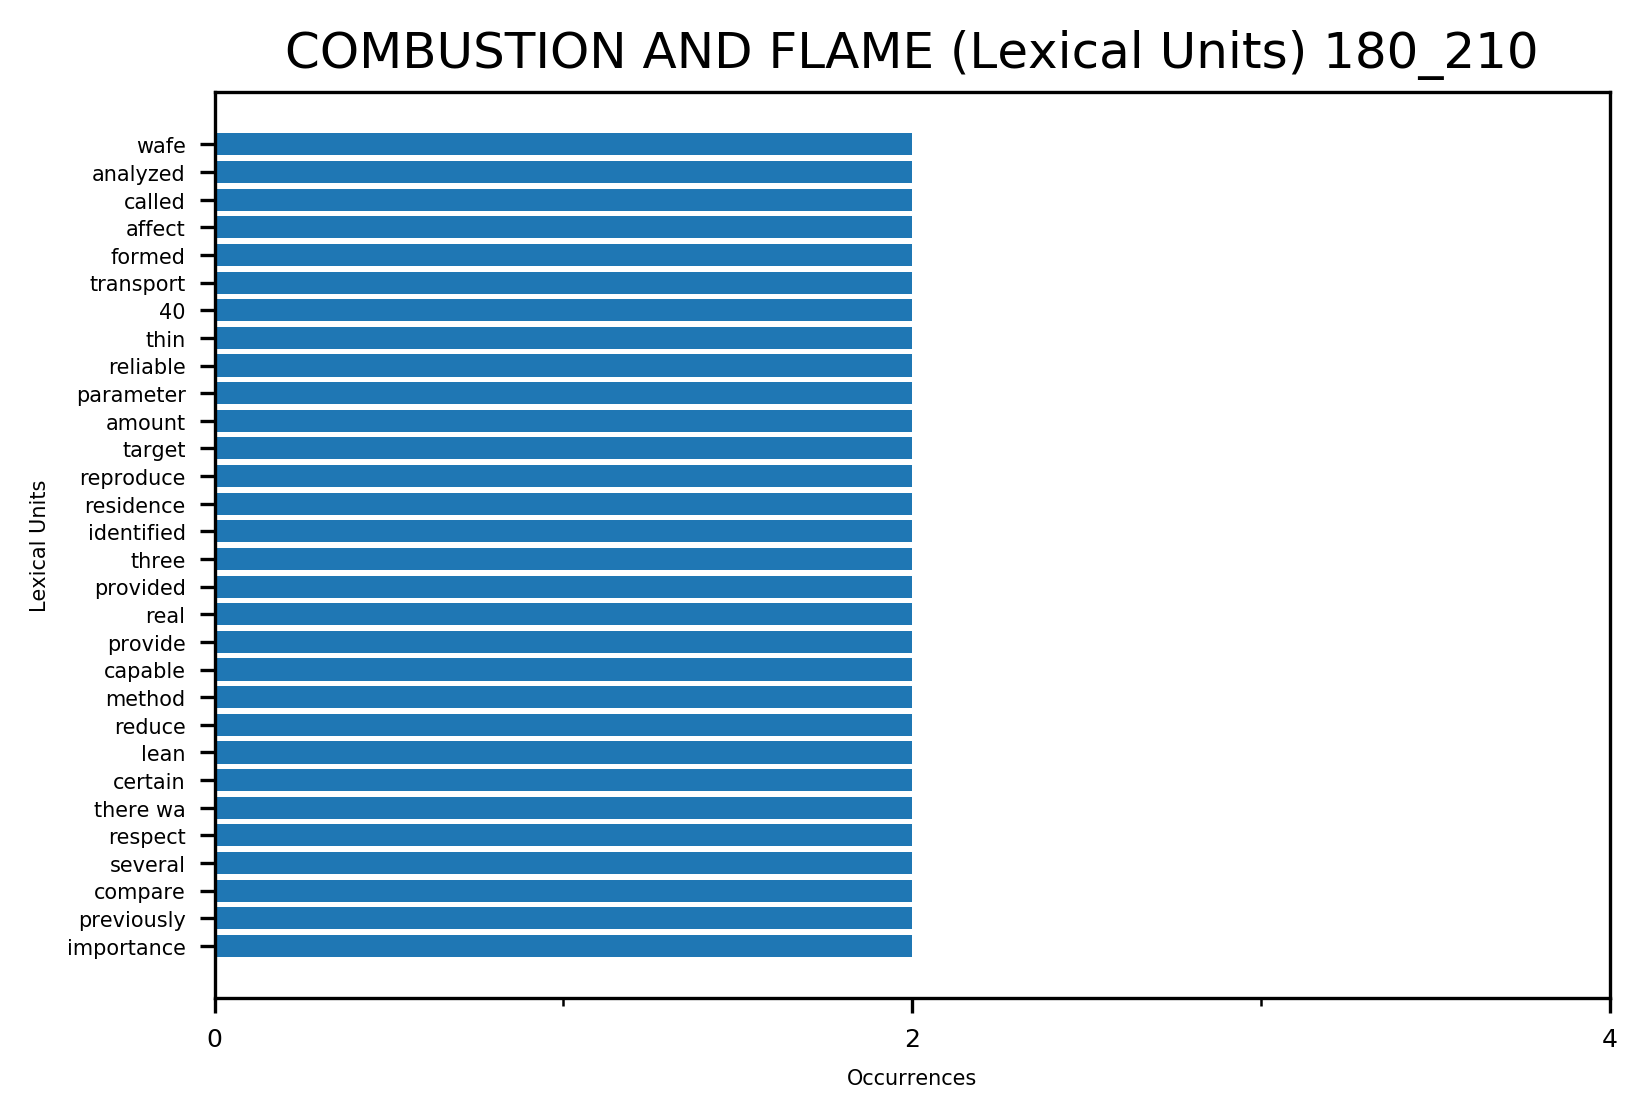 COMBUSTION AND FLAME (Lexical Units) 180_210
wafe
analyzed
called
affect
formed
transport
40
thin
reliable
parameter
amount
target
reproduce
residence
identified
three
provided
real
provide
capable
method
reduce
lean
certain
there wa
respect
several
compare
previously
importance
Lexical Units
0 2 4
Occurrences